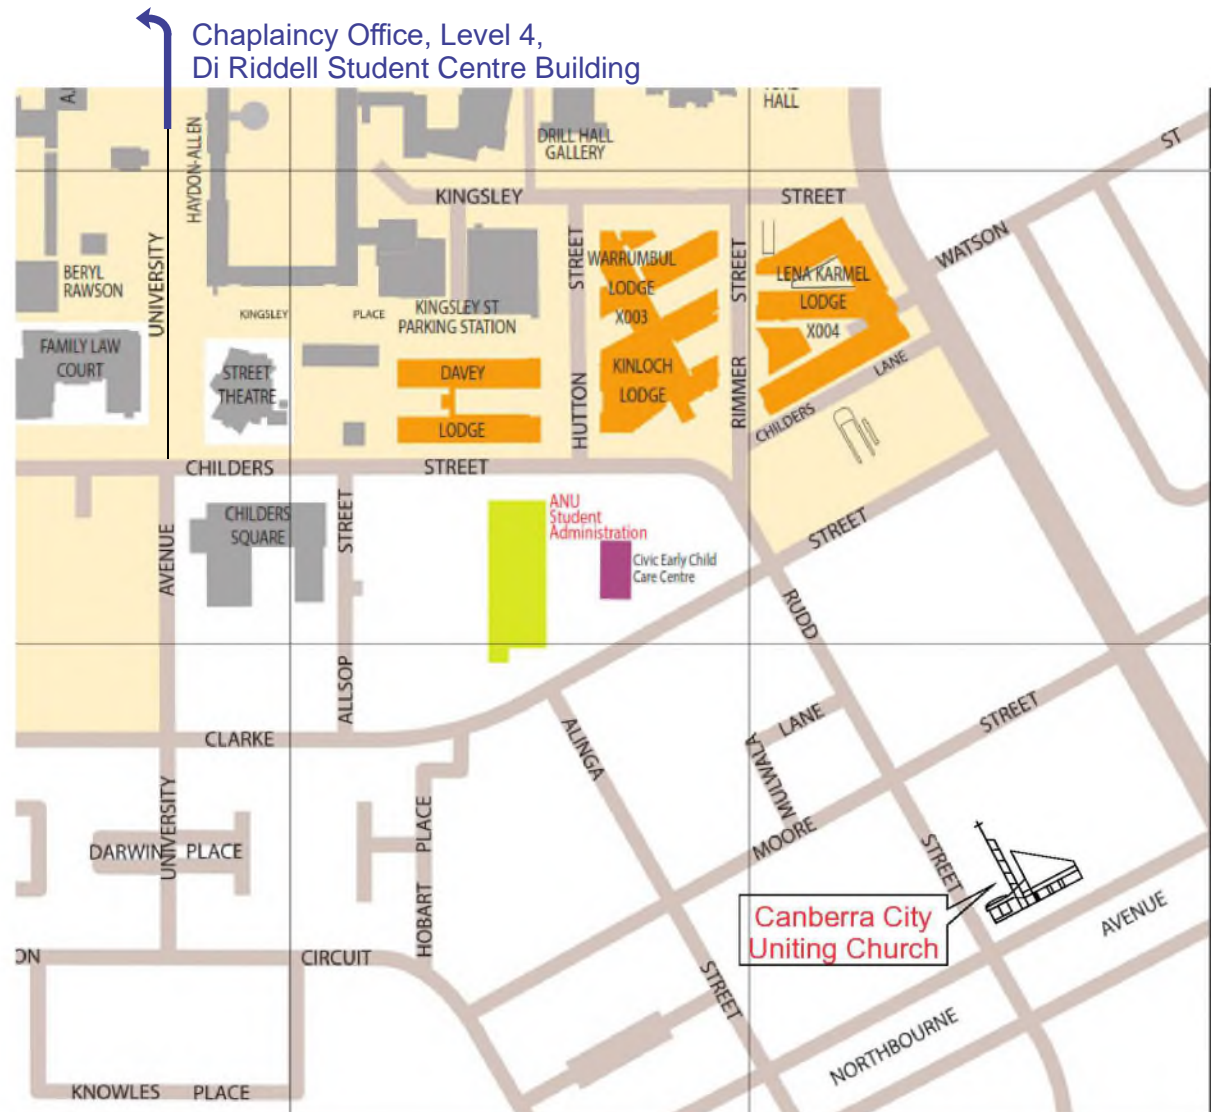 Chaplaincy Office, Level 4,
Di Riddell Student Centre Building
HALL
DRILL HALL
GALLERY
HAYDON-ALLEN
ST
KINGSLEY
STREET
WATSON
BERYL
RAWSON
UNIVERSITY
STREET
WARRUMBUL
LODGE
X003
STREET
LENA KARMEL
LODGE
X004
KINGSLEY
PLACE
KINGSLEY ST
PARKING STATION
FAMILY LAW
COURT
STREET
THEATRE
DAVEY
LODGE
HUTTON
KINLOCH
LODGE
RIMMER
CHILDERS
LANE
CHILDERS
STREET
CHILDERS
SQUARE
STREET
ANU
Student
Administration
Civic Early Child
Care Centre
STREET
AVENUE
RUDD
ALLSOP
CLARKE
ALINGA
LANE
MULWALA
STREET
MOORE
UNIVERSITY
DARWIN
PLACE
HOBART
PLACE
STREET
Canberra City
Uniting Church
AVENUE
ON
CIRCUIT
STREET
NORTHBOURNE
KNOWLES
PLACE